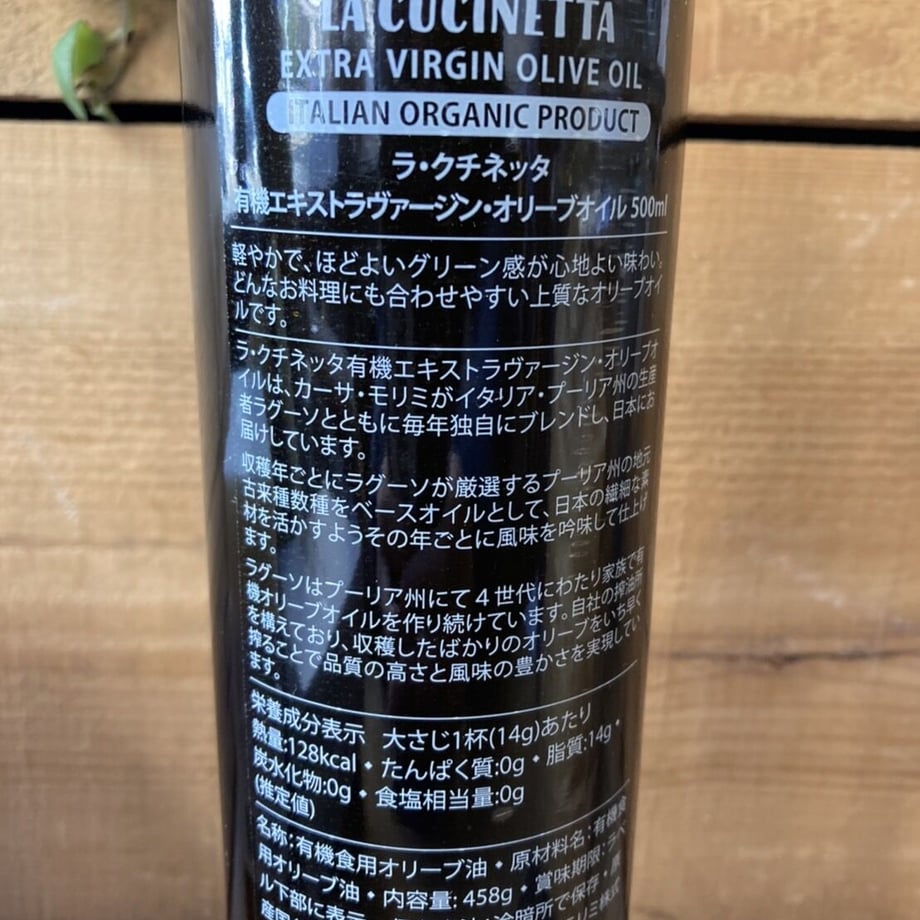 LA CUCINETTA
EXTRA VIRGIN OLIVE OIL
ITALIAN ORGANIC PRODUCT
ラ・クチネッタ
有機エキストラヴァージン・オリーブオイル 500ml
軽やかで、ほどよいグリーン感が心地よい味わい。
どんなお料理にも合わせやすい上質なオリーブオイ
ルです。
ラ・クチネッタ有機エキストラヴァージン・オリーブオ
イルは、カーサ・モリミがイタリア・プーリア州の生産
者ラグーソとともに毎年独自にブレンドし、日本にお
届けしています。
収穫年ごとにラグーソが厳選するプーリア州の地元
古来種数種をベースオイルとして、日本の繊細な素
材を活かすようその年ごとに風味を吟味して仕上げ
ます。
ラグーソはプーリア州にて4世代にわたり家族で有
機オリーブオイルを作り続けています。自社の搾油所
を構えており、収穫したばかりのオリーブをいち早く
搾ることで品質の高さと風味の豊かさを実現してい
ます。
栄養成分表示 大さじ1杯(14g)あたり
熱量:128kcal・たんぱく質:0g・脂質:14g・
炭水化物:0g・食塩相当量:0g
(推定値)
名称:有機食用オリーブ油・原材料名:有機食
用オリーブ油・内容量: 458g・賞味期限:ラベ
ル下部に表示・冷暗所で保存・原